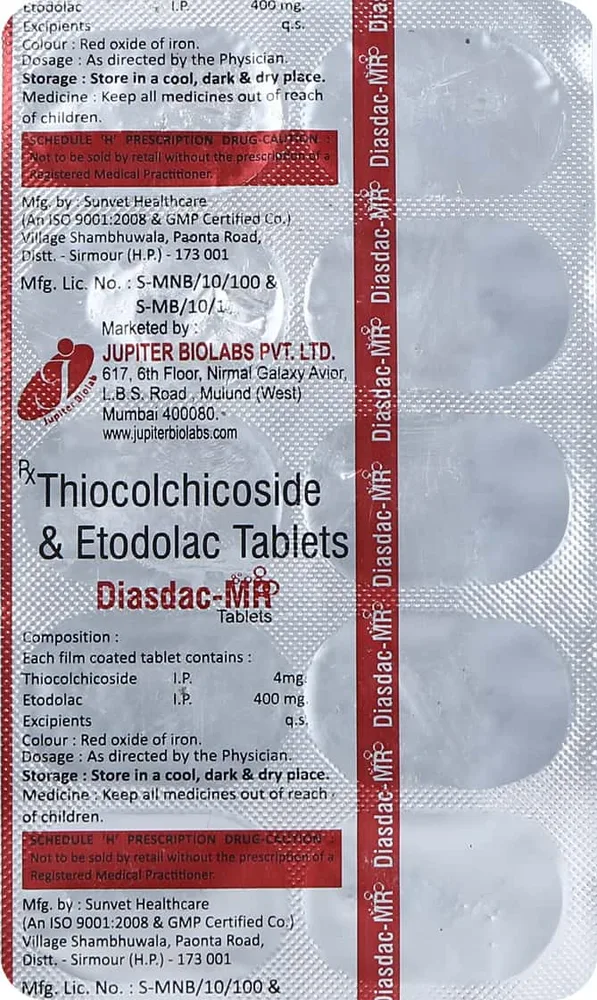 Etodolac I.P. 400 mg.
Excipients q.s.
Colour : Red oxide of iron.
Dosage : As directed by the Physician.
Storage : Store in a cool, dark & dry place.
Medicine : Keep all medicines out of reach
of children.
SCHEDULE 'H' PRESCRIPTION DRUG-CAUTION :
Not to be sold by retail without the prescription of a
Registered Medical Practitioner.
Mfg. by : Sunvet Healthcare
(An ISO 9001:2008 & GMP Certified Co.)
Village Shambhuwala, Paonta Road,
Distt. - Sirmour (H.P.) - 173 001
Mfg. Lic. No. : S-MNB/10/100 &
S-MB/10/1
Marketed by :
JUPITER BIOLABS PVT. LTD.
617, 6th Floor, Nirmal Galaxy Avior,
L.B.S. Road , Mulund (West)
Mumbai 400080.
www.jupiterbiolabs.com
Jupiter Biolab
Rx Thiocolchicoside
& Etodolac Tablets
Diasdac-MR
Tablets
Composition :
Each film coated tablet contains :
Thiocolchicoside I.P. 4mg.
Etodolac I.P. 400 mg.
Excipients q.s.
Colour : Red oxide of iron.
Dosage : As directed by the Physician.
Storage : Store in a cool, dark & dry place.
Medicine : Keep all medicines out of reach
of children.
SCHEDULE 'H' PRESCRIPTION DRUG-CAUTION :
Not to be sold by retail without the prescription of a
Registered Medical Practitioner.
Mfg. by : Sunvet Healthcare
(An ISO 9001:2008 & GMP Certified Co.)
Village Shambhuwala, Paonta Road,
Distt. - Sirmour (H.P.) - 173 001
Mfg. Lic. No. : S-MNB/10/100 &
Diasdac-MR Diasdac-MR Diasdac-MR Diasdac-MR Diasdac-MR Diasdac-MR Diasdac-MR Dia